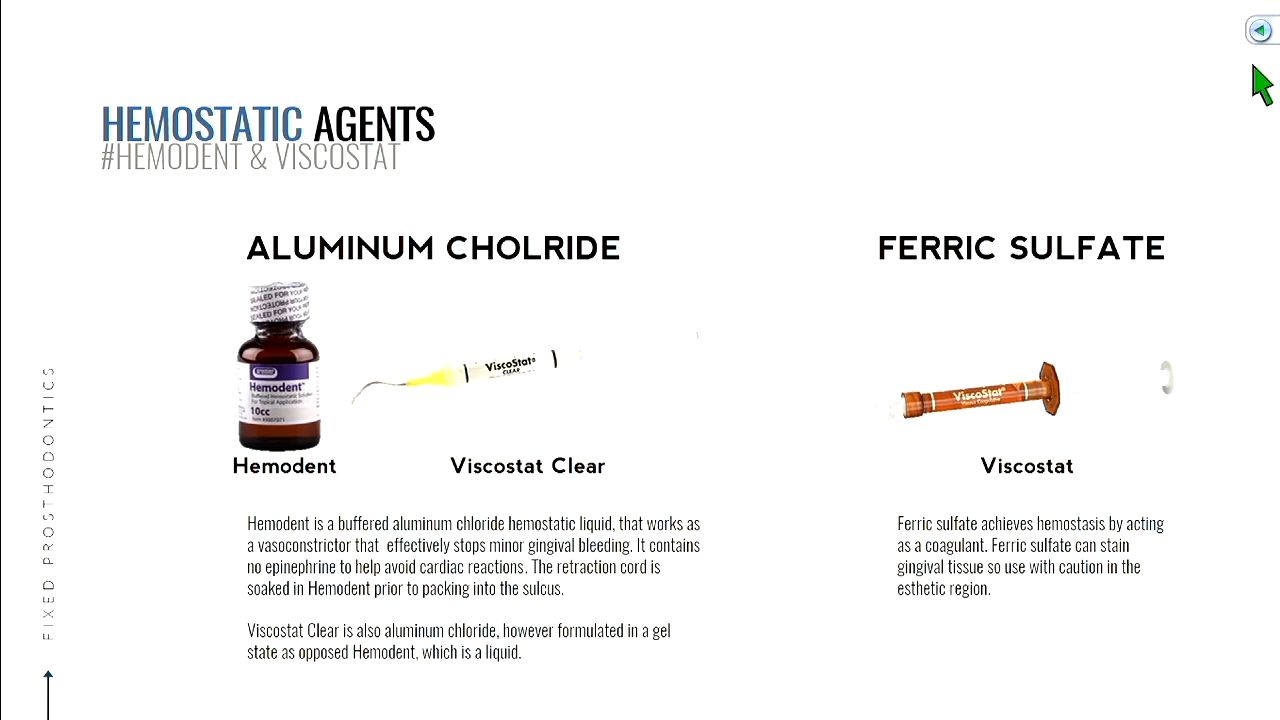 HEMOSTATIC AGENTS
#HEMODENT & VISCOSTAT
ALUMINUM CHOLRIDE
FERRIC SULFATE
Hemodent
10cc
ViscoStat
CLEAR
ViscoStat
Hemodent
Viscostat Clear
Viscostat
Hemodent is a buffered aluminum chloride hemostatic liquid, that works as
a vasoconstrictor that effectively stops minor gingival bleeding. It contains
no epinephrine to help avoid cardiac reactions. The retraction cord is
soaked in Hemodent prior to packing into the sulcus.
Viscostat Clear is also aluminum chloride, however formulated in a gel
state as opposed Hemodent, which is a liquid.
Ferric sulfate achieves hemostasis by acting
as a coagulant. Ferric sulfate can stain
gingival tissue so use with caution in the
esthetic region.
FIXED PROSTHODONTICS